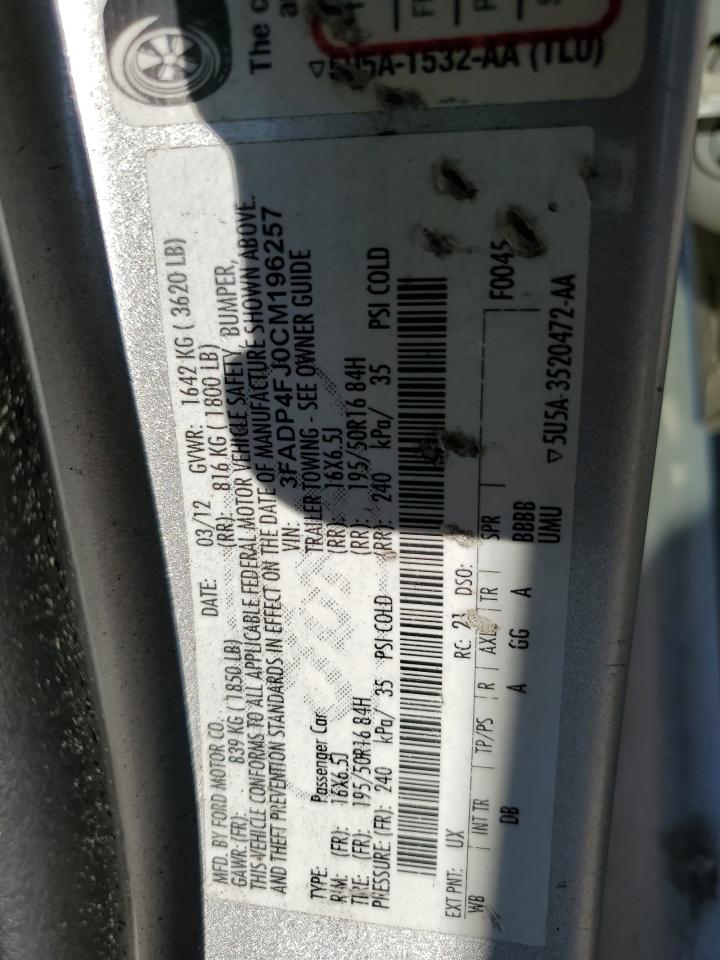 The c
5U5A-1532-AA (TLU)
MFD. BY FORD MOTOR CO.
DATE: 03/12 GVWR: 1642 KG ( 3620 LB)
GAWR: (FR): 839 KG (1850 LB) (RR): 816 KG (1800 LB)
THIS VEHICLE CONFORMS TO ALL APPLICABLE FEDERAL MOTOR VEHICLE SAFETY, BUMPER,
AND THEFT PREVENTION STANDARDS IN EFFECT ON THE DATE OF MANUFACTURE SHOWN ABOVE.
VIN: 3FADP4FJ0CM196257
TYPE: Passenger Car TRAILER TOWING - SEE OWNER GUIDE
RIM: (FR): 16X6.5J (RR): 16X6.5J
TIRE: (FR): 195/50R16 84H (RR): 195/50R16 84H
PRESSURE (FR): 240 kPa/ 35 PSI COLD (RR): 240 kPa/ 35 PSI COLD
EXT PNT: UX RC: 23 DSO: F0045
WB INT TR TP/PS R AXL TR SPR
DB A GG A BBBB
UMU
▽5U5A-3520472-AA